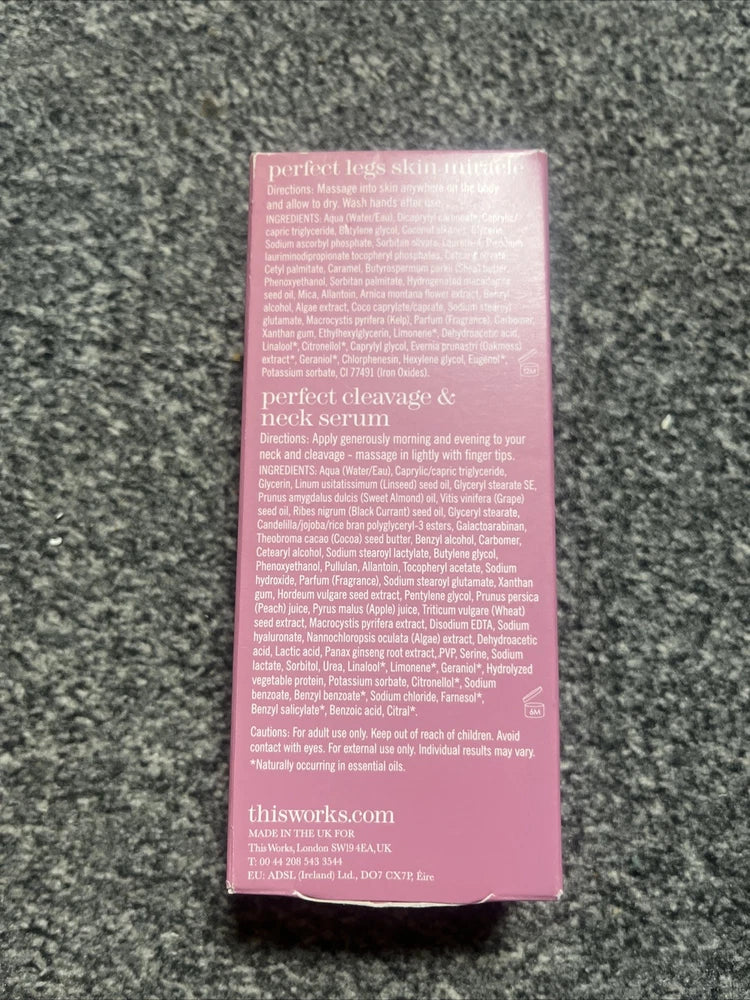 perfect legs skin miracle
Directions: Massage into skin anywhere on the body
and allow to dry. Wash hands after use.
INGREDIENTS: Aqua (Water/Eau), Dicaprylyl carbonate, Caprylic/
capric triglyceride, Butylene glycol, Coconut alkanes, Glycerin,
Sodium ascorbyl phosphate, Sorbitan olivate, Laureth-4,
lauriminodipropionate tocopheryl phosphates, Cetearyl olivate,
Cetyl palmitate, Caramel, Butyrospermum parkii (Shea) butter,
Phenoxyethanol, Sorbitan palmitate, Hydrogenated macadamia
seed oil, Mica, Allantoin, Arnica montana flower extract, Benzyl
alcohol, Algae extract, Coco caprylate/caprate, Sodium stearoyl
glutamate, Macrocystis pyrifera (Kelp), Parfum (Fragrance), Carbomer,
Xanthan gum, Ethylhexylglycerin, Limonene*, Dehydroacetic acid,
Linalool*, Citronellol*, Caprylyl glycol, Evernia prunastri (Oakmoss)
extract*, Geraniol*, Chlorphenesin, Hexylene glycol, Eugenol*,
Potassium sorbate, CI 77491 (Iron Oxides).
12M
perfect cleavage &
neck serum
Directions: Apply generously morning and evening to your
neck and cleavage - massage in lightly with finger tips.
INGREDIENTS: Aqua (Water/Eau), Caprylic/capric triglyceride,
Glycerin, Linum usitatissimum (Linseed) seed oil, Glyceryl stearate SE,
Prunus amygdalus dulcis (Sweet Almond) oil, Vitis vinifera (Grape)
seed oil, Ribes nigrum (Black Currant) seed oil, Glyceryl stearate,
Candelilla/jojoba/rice bran polyglyceryl-3 esters, Galactoarabinan,
Theobroma cacao (Cocoa) seed butter, Benzyl alcohol, Carbomer,
Cetearyl alcohol, Sodium stearoyl lactylate, Butylene glycol,
Phenoxyethanol, Pullulan, Allantoin, Tocopheryl acetate, Sodium
hydroxide, Parfum (Fragrance), Sodium stearoyl glutamate, Xanthan
gum, Hordeum vulgare seed extract, Pentylene glycol, Prunus persica
(Peach) juice, Pyrus malus (Apple) juice, Triticum vulgare (Wheat)
seed extract, Macrocystis pyrifera extract, Disodium EDTA, Sodium
hyaluronate, Nannochloropsis oculata (Algae) extract, Dehydroacetic
acid, Lactic acid, Panax ginseng root extract, PVP, Serine, Sodium
lactate, Sorbitol, Urea, Linalool*, Limonene*, Geraniol*, Hydrolyzed
vegetable protein, Potassium sorbate, Citronellol*, Sodium
benzoate, Benzyl benzoate*, Sodium chloride, Farnesol*,
Benzyl salicylate*, Benzoic acid, Citral*.
6M
Cautions: For adult use only. Keep out of reach of children. Avoid
contact with eyes. For external use only. Individual results may vary.
*Naturally occurring in essential oils.
thisworks.com
MADE IN THE UK FOR
This Works, London SW19 4EA, UK
T: 00 44 208 543 3544
EU: ADSL (Ireland) Ltd., DO7 CX7P, Éire